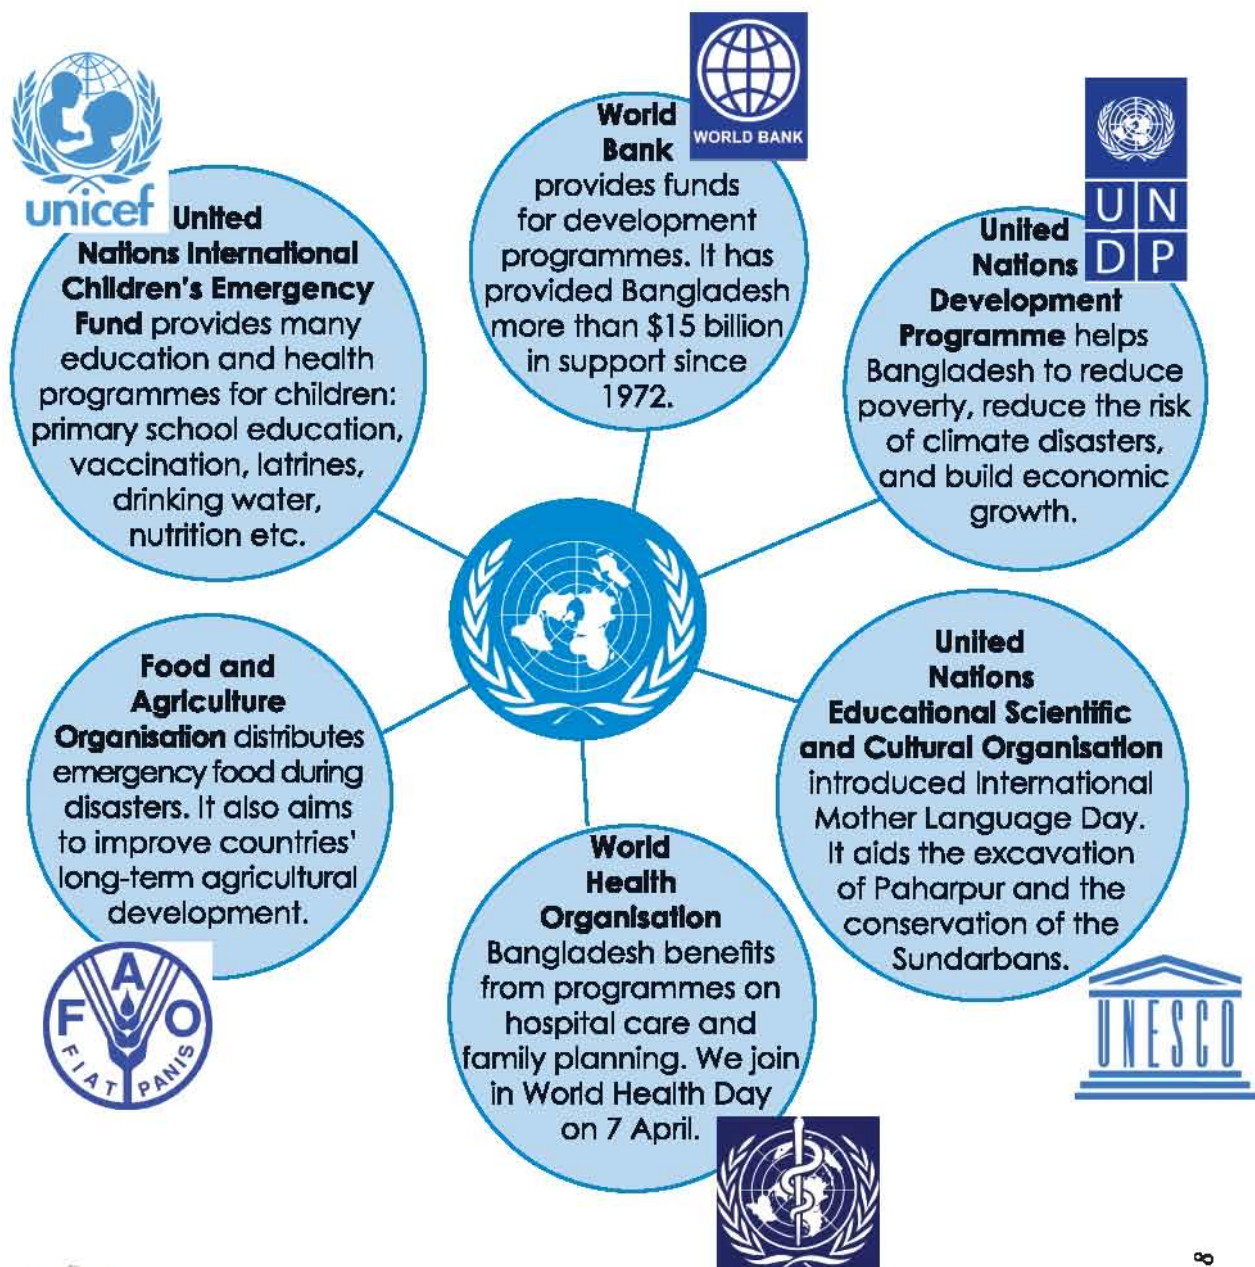 unicef
United
Nations International
Children's Emergency
Fund provides many
education and health
programmes for children:
primary school education,
vaccination, latrines,
drinking water,
nutrition etc.
WORLD BANK
World
Bank
provides funds
for development
programmes. It has
provided Bangladesh
more than $15 billion
in support since
1972.
U N
D P
United
Nations
Development
Programme helps
Bangladesh to reduce
poverty, reduce the risk
of climate disasters,
and build economic
growth.
Food and
Agriculture
Organisation distributes
emergency food during
disasters. It also aims
to improve countries'
long-term agricultural
development.
F A O
FIAT PANIS
World
Health
Organisation
Bangladesh benefits
from programmes on
hospital care and
family planning. We join
in World Health Day
on 7 April.
United
Nations
Educational Scientific
and Cultural Organisation
introduced International
Mother Language Day.
It aids the excavation
of Paharpur and the
conservation of the
Sundarbans.
UNESCO
8